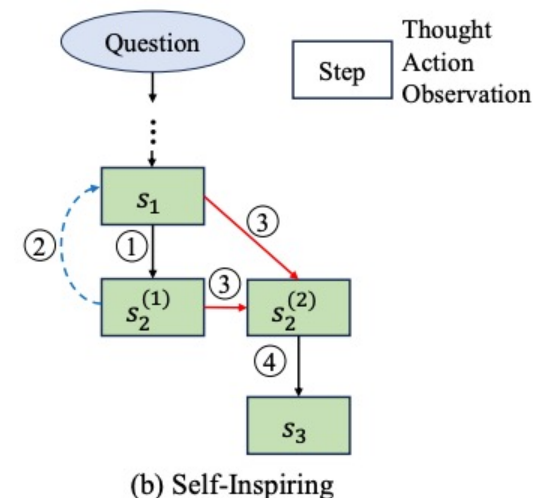 Question
Step
Thought
Action
Observation
⋮
s₁
②
①
③
③
s₂⁽¹⁾
s₂⁽²⁾
④
s₃
(b) Self-Inspiring